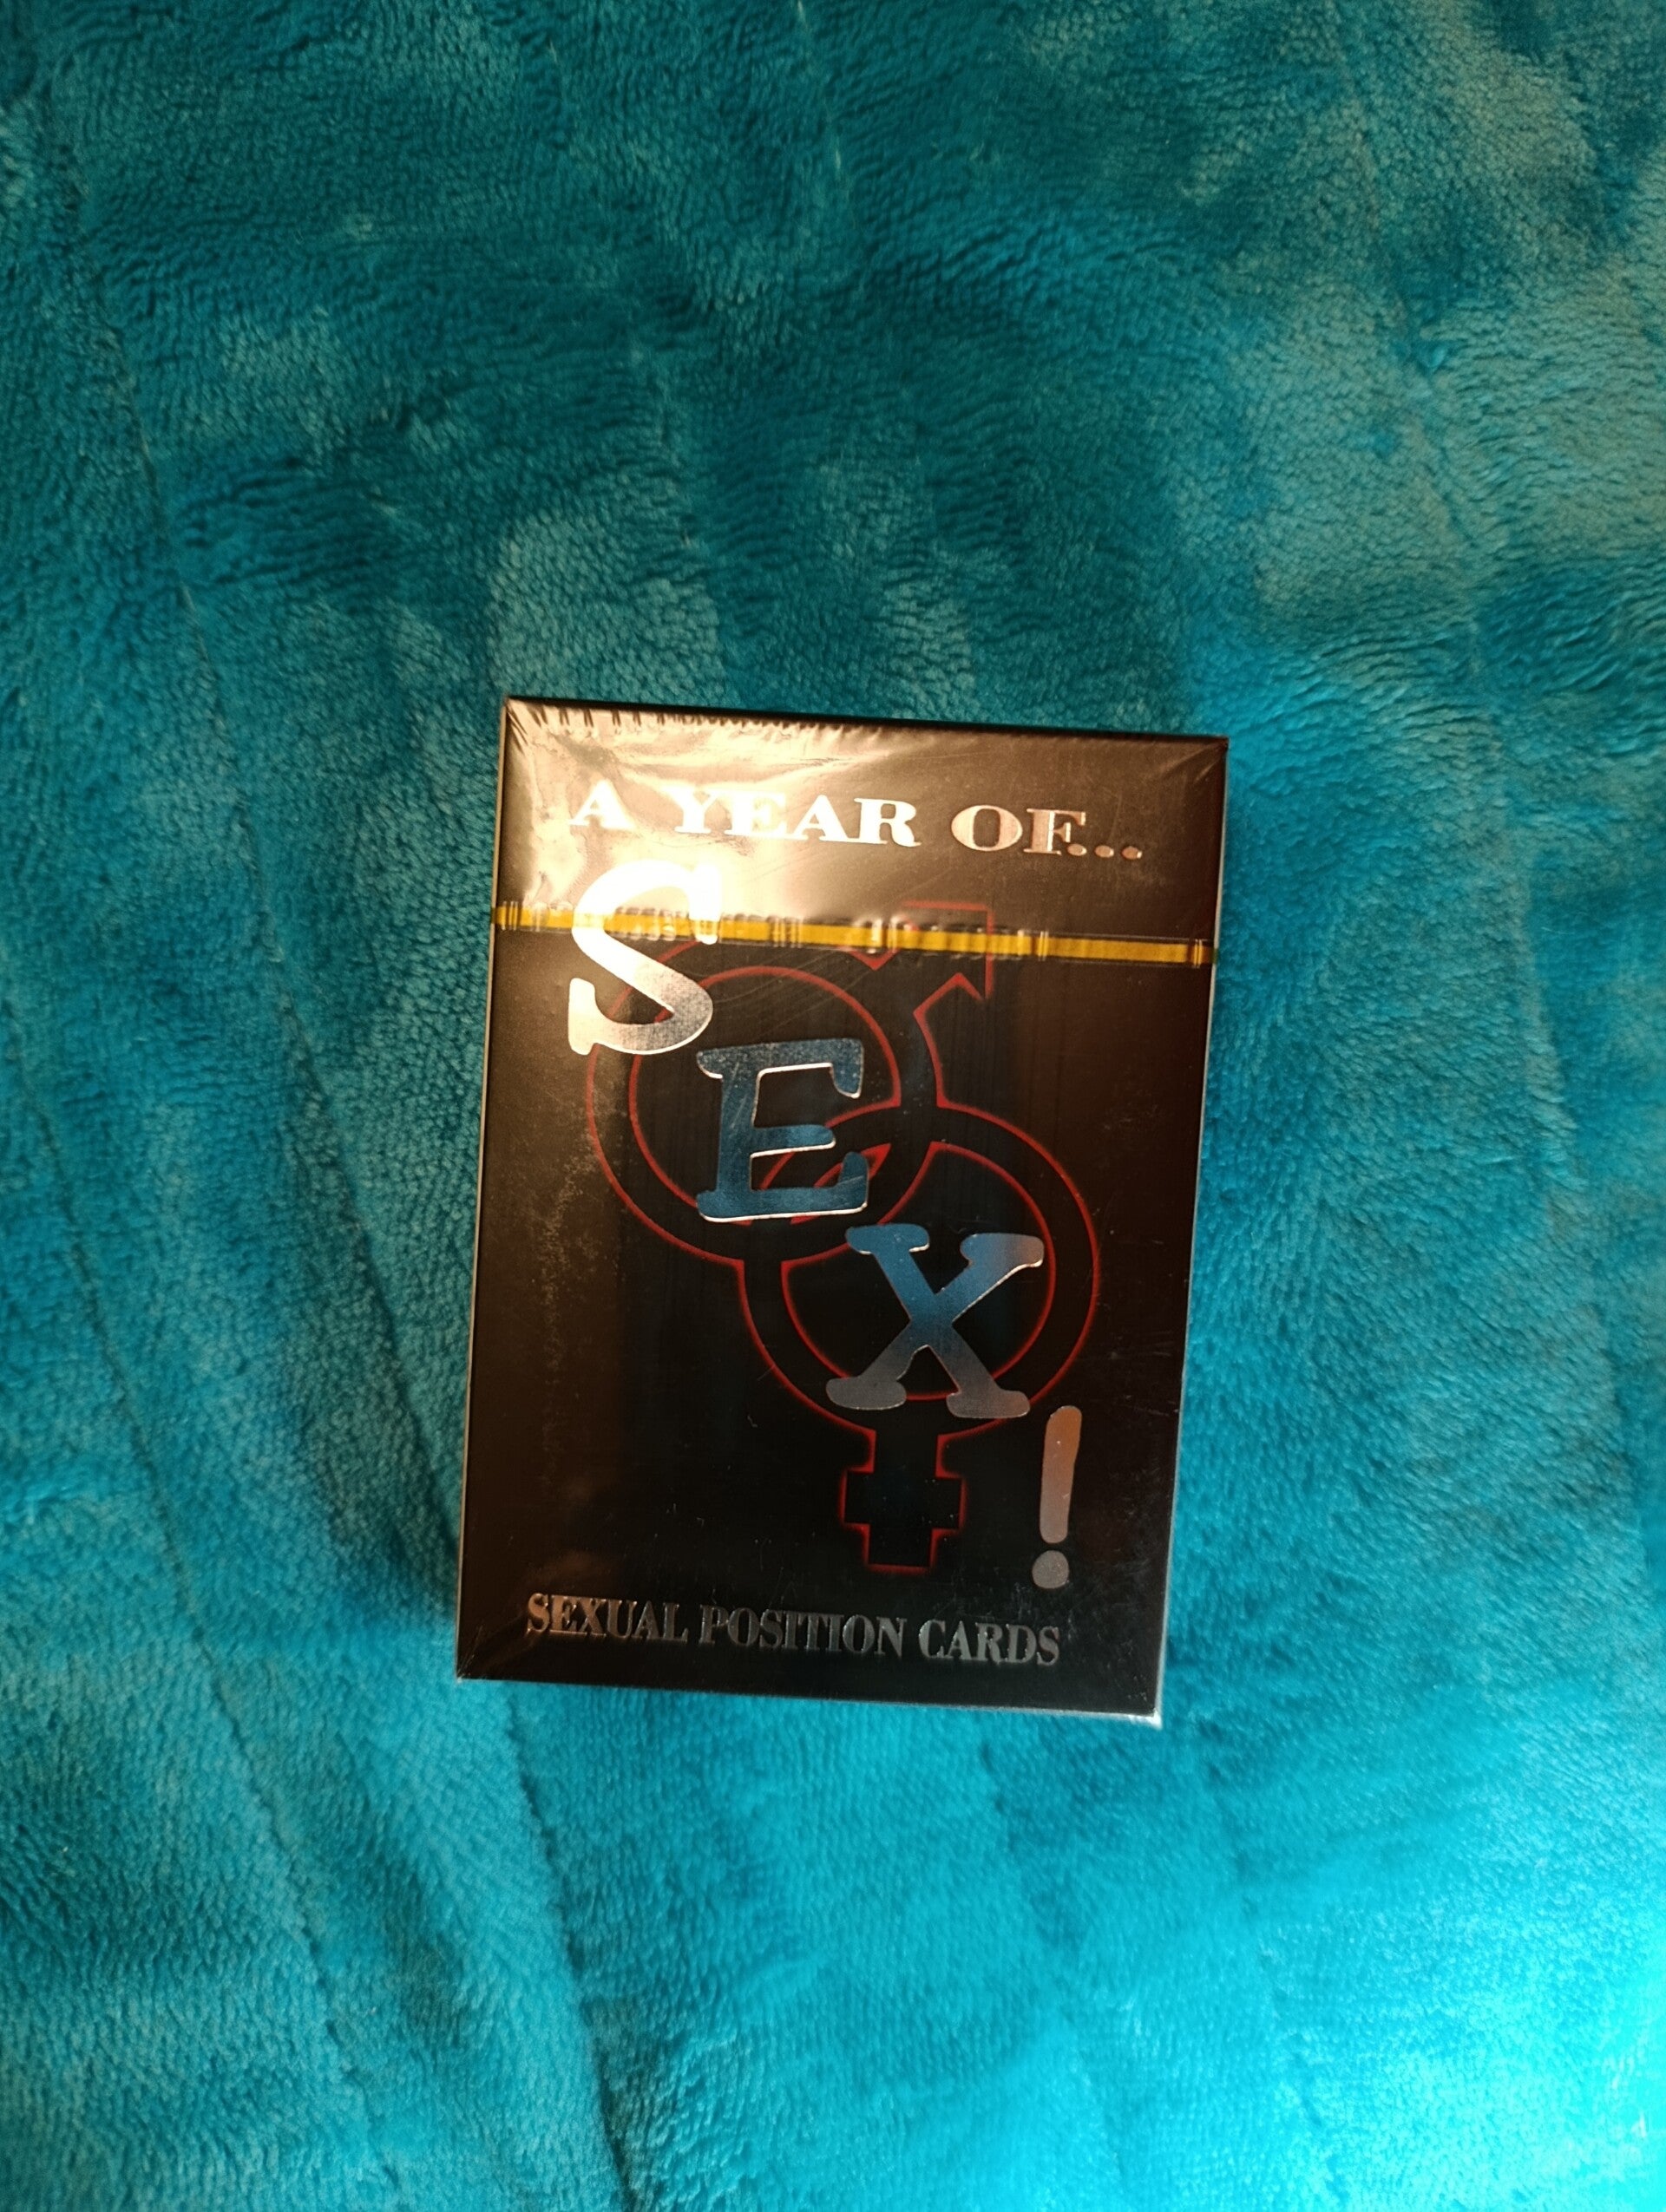 A YEAR OF...
SEX!
SEXUAL POSITION CARDS